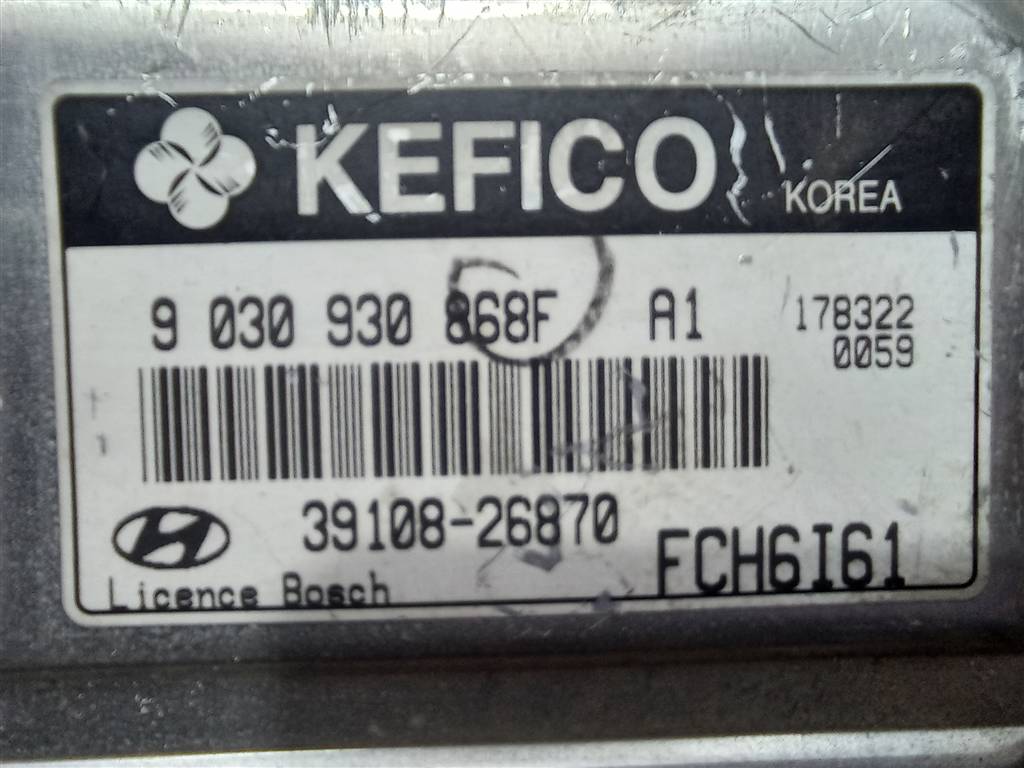 KEFICO KOREA
9 030 930 868F A1 178322
0059
39108-26870
FCH6I61
Licence Bosch